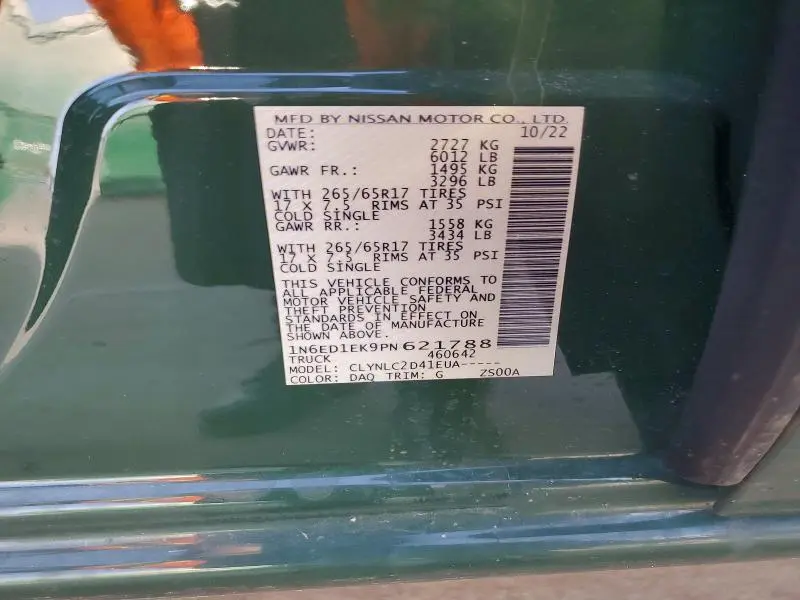 MFD BY NISSAN MOTOR CO., LTD.
DATE: 10/22
GVWR: 2727 KG
6012 LB
GAWR FR.: 1495 KG
3296 LB
WITH 265/65R17 TIRES
17 X 7.5 RIMS AT 35 PSI
COLD SINGLE
GAWR RR.: 1558 KG
3434 LB
WITH 265/65R17 TIRES
17 X 7.5 RIMS AT 35 PSI
COLD SINGLE
THIS VEHICLE CONFORMS TO
ALL APPLICABLE FEDERAL
MOTOR VEHICLE SAFETY AND
THEFT PREVENTION
STANDARDS IN EFFECT ON
THE DATE OF MANUFACTURE
SHOWN ABOVE.
1N6ED1EK9PN621788
TRUCK 460642
MODEL: CLYNLC2D41EUA-----
COLOR: DAQ TRIM: G ZS00A